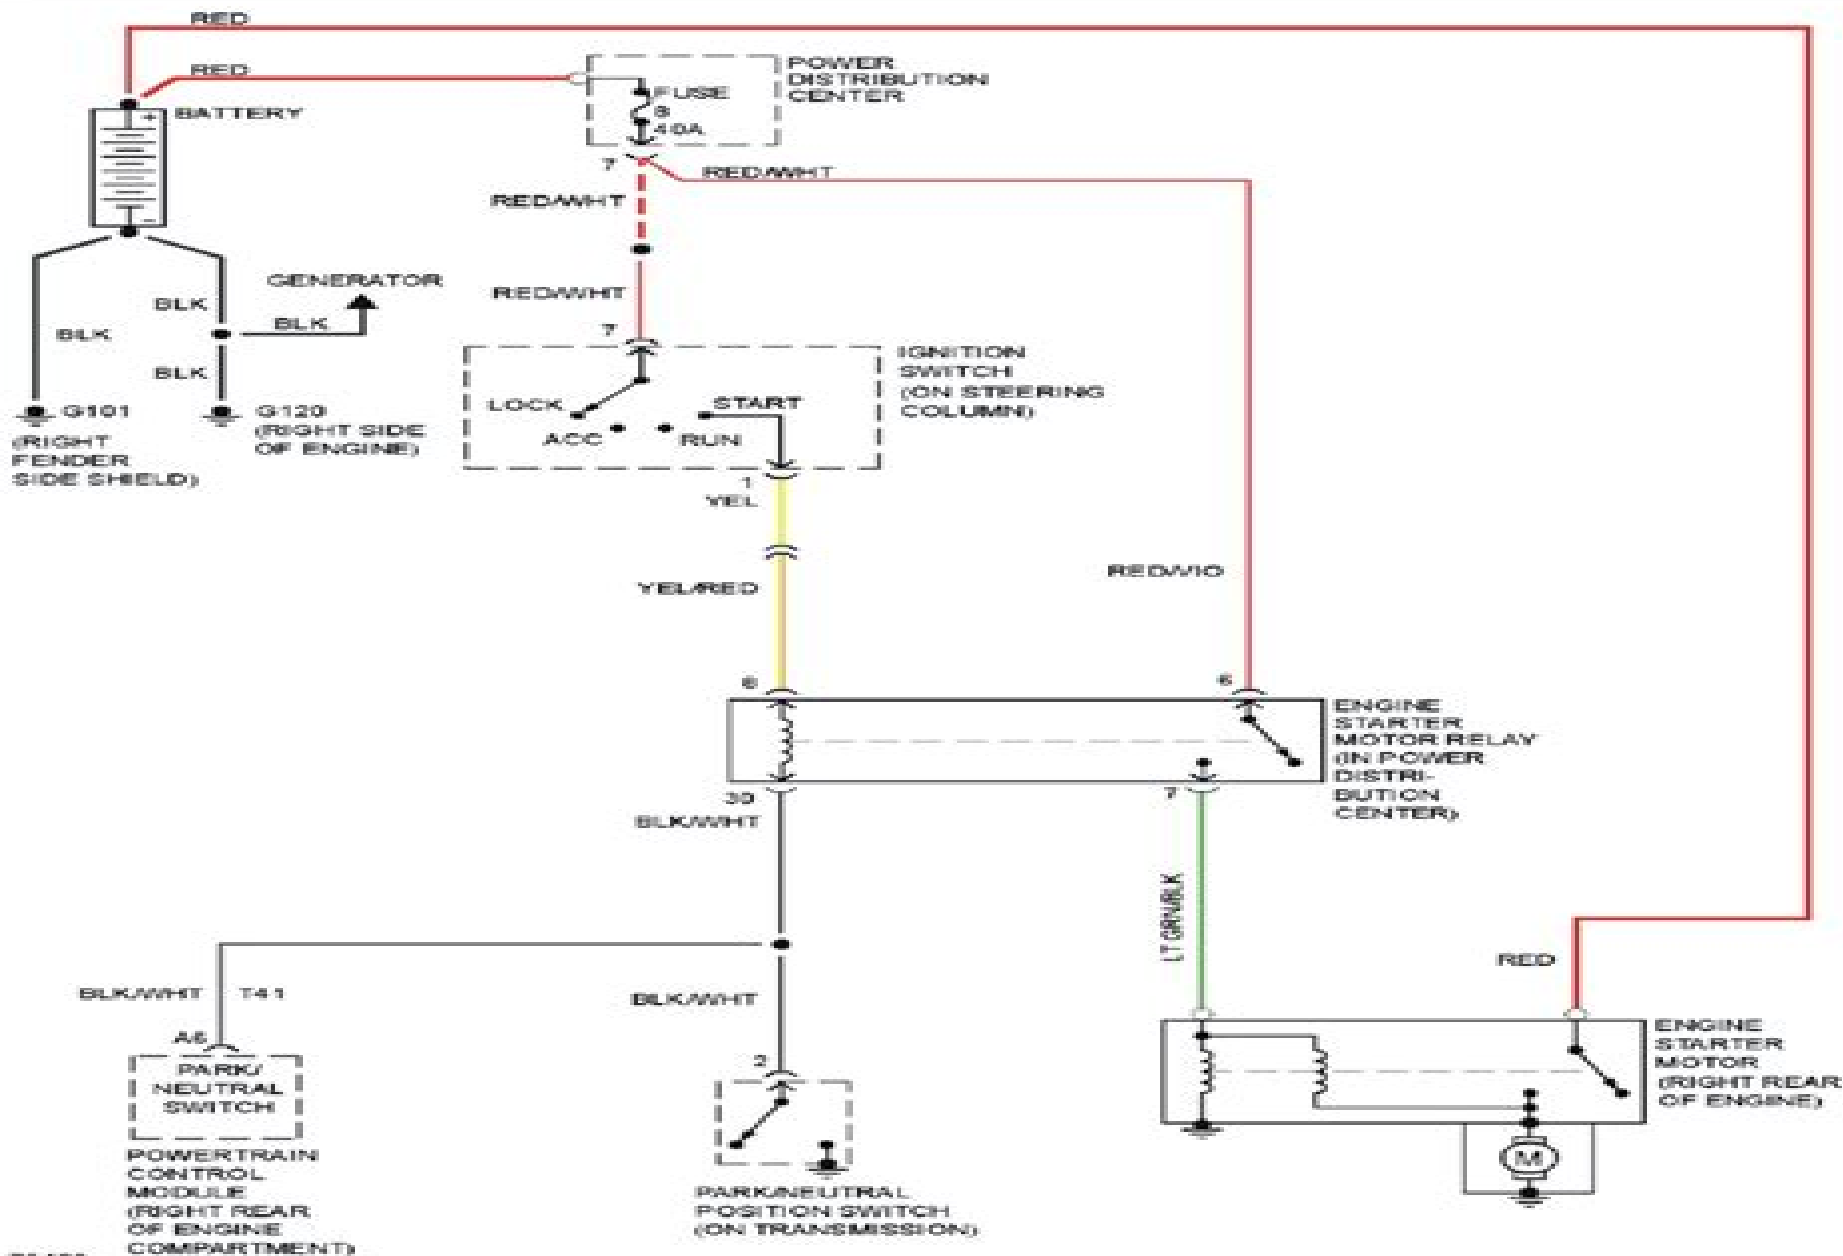 RED
RED
POWER
DISTRIBUTION
CENTER
FUSE
8
40A
BATTERY
+
-
7
RED/WHT
RED/WHT
GENERATOR
RED/WHT
BLK
BLK
BLK
7
BLK
IGNITION
SWITCH
(ON STEERING
COLUMN)
LOCK
START
ACC
RUN
G101
(RIGHT
FENDER
SIDE SHIELD)
G120
(RIGHT SIDE
OF ENGINE)
1
YEL
RED/VIO
YEL/RED
6
ENGINE
STARTER
MOTOR RELAY
(IN POWER
DISTRI-
BUTION
CENTER)
7
BLK/WHT
LT GRN/BLK
RED
BLK/WHT
T41
BLK/WHT
A6
PARK/
NEUTRAL
SWITCH
2
ENGINE
STARTER
MOTOR
(RIGHT REAR
OF ENGINE)
M
POWERTRAIN
CONTROL
MODULE
(RIGHT REAR
OF ENGINE
COMPARTMENT)
PARK/NEUTRAL
POSITION SWITCH
(ON TRANSMISSION)